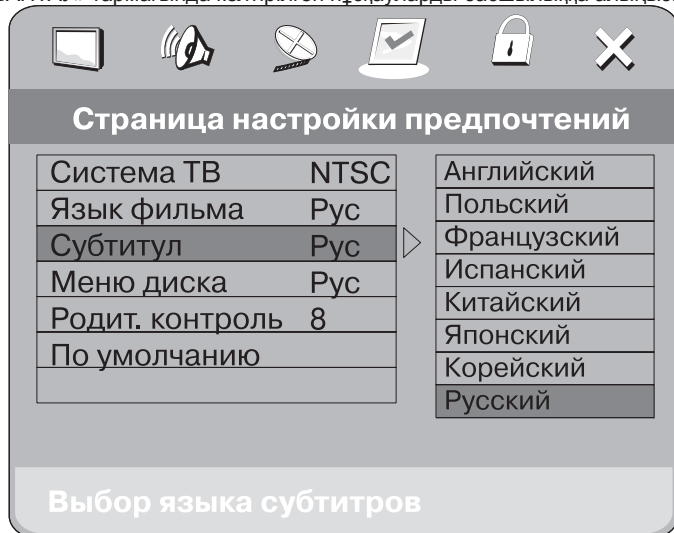 Страница настройки предпочтений
Система ТВ NTSC
Язык фильма Рус
Субтитул Рус
Меню диска Рус
Родит. контроль 8
По умолчанию
Английский
Польский
Французский
Испанский
Китайский
Японский
Корейский
Русский
Выбор языка субтитров